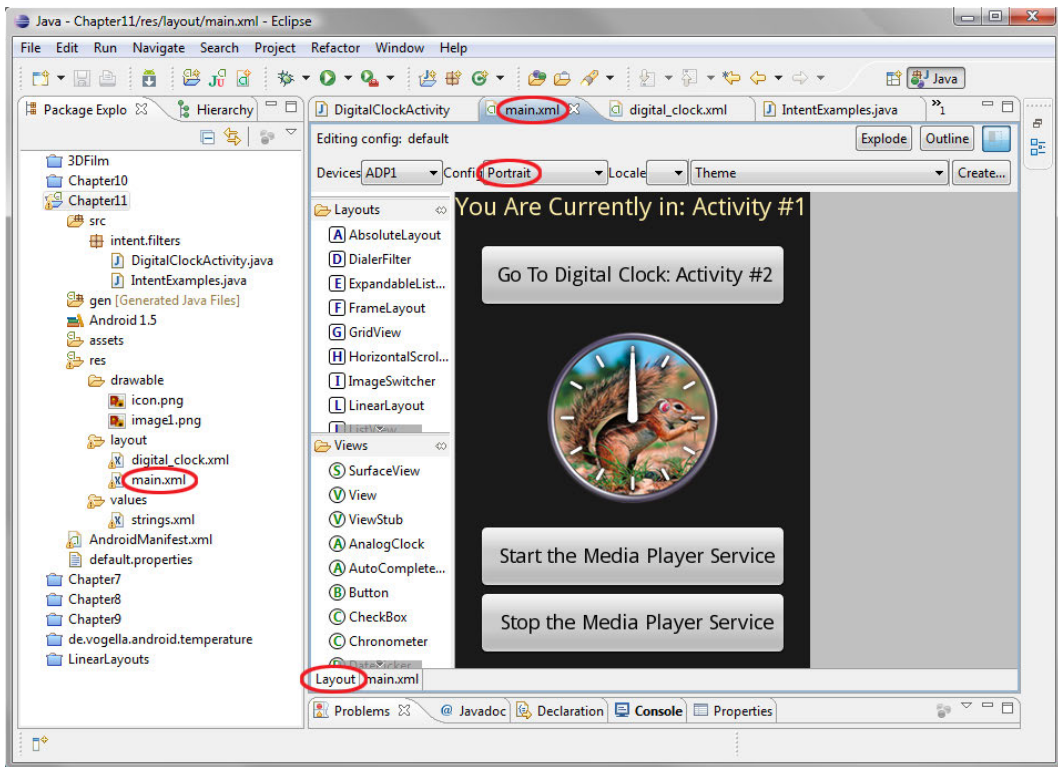 Java - Chapter11/res/layout/main.xml - Eclipse
File Edit Run Navigate Search Project Refactor Window Help
Java
Package Explo Hierarchy
DigitalClockActivity main.xml digital_clock.xml IntentExamples.java »1
Editing config: default Explode Outline
Devices ADP1 Config Portrait Locale Theme Create...
3DFilm
Chapter10
Chapter11
src
intent.filters
DigitalClockActivity.java
IntentExamples.java
gen [Generated Java Files]
Android 1.5
assets
res
drawable
icon.png
image1.png
layout
digital_clock.xml
main.xml
values
strings.xml
AndroidManifest.xml
default.properties
Chapter7
Chapter8
Chapter9
de.vogella.android.temperature
LinearLayouts
Layouts
A AbsoluteLayout
D DialerFilter
E ExpandableList...
F FrameLayout
G GridView
H HorizontalScrol...
I ImageSwitcher
L LinearLayout
L ListView
Views
S SurfaceView
V View
V ViewStub
A AnalogClock
A AutoComplete...
B Button
C CheckBox
C Chronometer
D DatePicker
You Are Currently in: Activity #1
Go To Digital Clock: Activity #2
Start the Media Player Service
Stop the Media Player Service
Layout main.xml
Problems @ Javadoc Declaration Console Properties